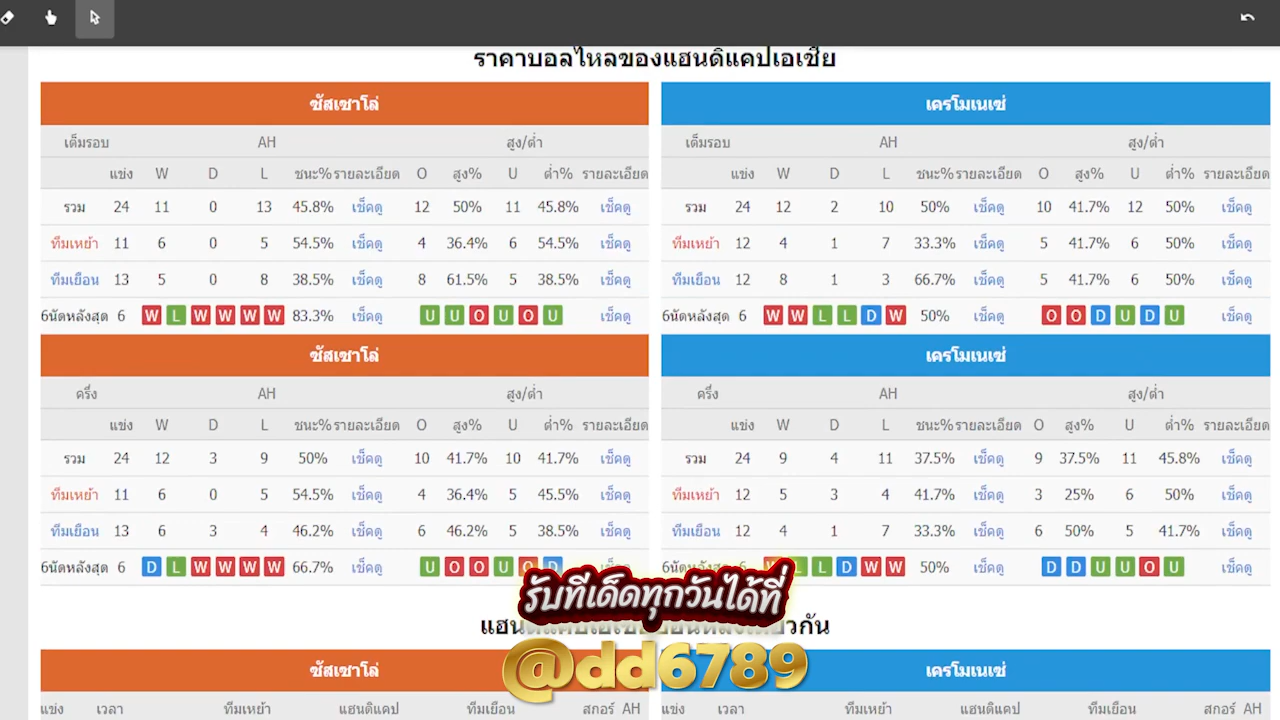 ราคาบอลไหลของแฮนดิแคปเอเชีย
ซัสเซาโล่
เต็มรอบ AH สูง/ต่ำ
แข่ง W D L ชนะ% รายละเอียด O สูง% U ต่ำ% รายละเอียด
รวม 24 11 0 13 45.8% เช็คดู 12 50% 11 45.8% เช็คดู
ทีมเหย้า 11 6 0 5 54.5% เช็คดู 4 36.4% 6 54.5% เช็คดู
ทีมเยือน 13 5 0 8 38.5% เช็คดู 8 61.5% 5 38.5% เช็คดู
6นัดหลังสุด 6 W L W W W W 83.3% เช็คดู U U O U O U เช็คดู
ซัสเซาโล่
ครึ่ง AH สูง/ต่ำ
แข่ง W D L ชนะ% รายละเอียด O สูง% U ต่ำ% รายละเอียด
รวม 24 12 3 9 50% เช็คดู 10 41.7% 10 41.7% เช็คดู
ทีมเหย้า 11 6 0 5 54.5% เช็คดู 4 36.4% 5 45.5% เช็คดู
ทีมเยือน 13 6 3 4 46.2% เช็คดู 6 46.2% 5 38.5% เช็คดู
6นัดหลังสุด 6 D L W W W W 66.7% เช็คดู U O O U O D
เครโมเนเซ่
เต็มรอบ AH สูง/ต่ำ
แข่ง W D L ชนะ% รายละเอียด O สูง% U ต่ำ% รายละเอียด
รวม 24 12 2 10 50% เช็คดู 10 41.7% 12 50% เช็คดู
ทีมเหย้า 12 4 1 7 33.3% เช็คดู 5 41.7% 6 50% เช็คดู
ทีมเยือน 12 8 1 3 66.7% เช็คดู 5 41.7% 6 50% เช็คดู
6นัดหลังสุด 6 W W L L D W 50% เช็คดู O O D U D U เช็คดู
เครโมเนเซ่
ครึ่ง AH สูง/ต่ำ
แข่ง W D L ชนะ% รายละเอียด O สูง% U ต่ำ% รายละเอียด
รวม 24 9 4 11 37.5% เช็คดู 9 37.5% 11 45.8% เช็คดู
ทีมเหย้า 12 5 3 4 41.7% เช็คดู 3 25% 6 50% เช็คดู
ทีมเยือน 12 4 1 7 33.3% เช็คดู 6 50% 5 41.7% เช็คดู
L D W W 50% เช็คดู D D U U O U เช็คดู
รับทีเด็ดทุกวันได้ที่
@dd6789
ซัสเซาโล่
แข่ง เวลา ทีมเหย้า แฮนดิแคป ทีมเยือน สกอร์ AH
เครโมเนเซ่
แข่ง เวลา ทีมเหย้า แฮนดิแคป ทีมเยือน สกอร์ AH